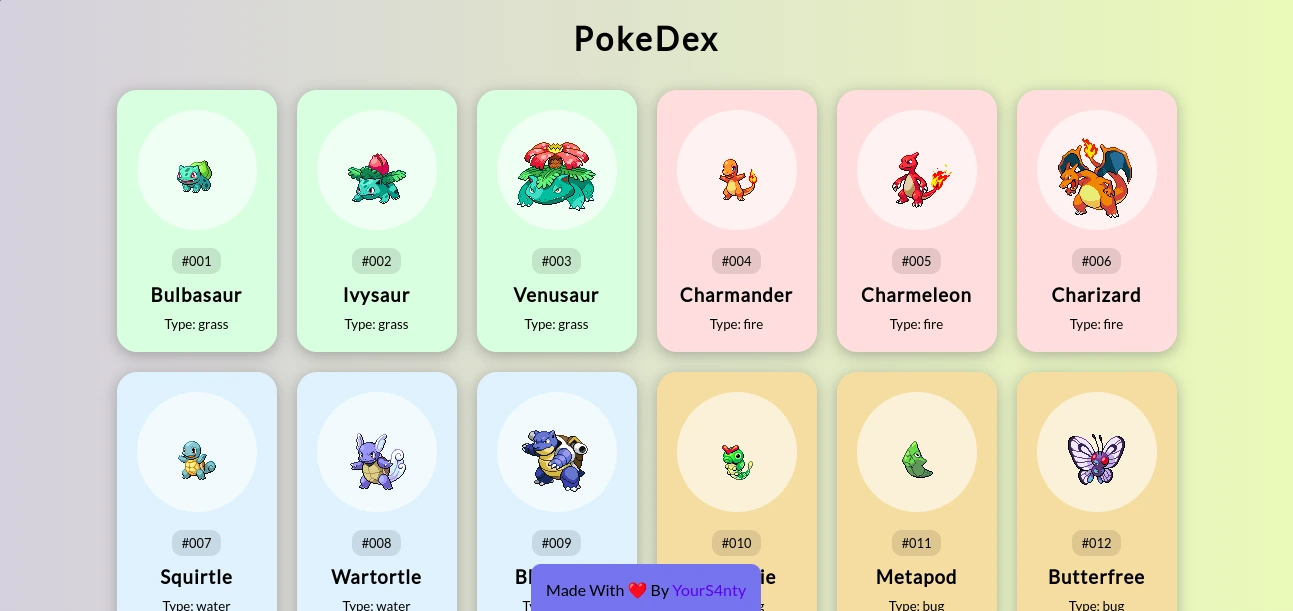 PokeDex
#001 #002 #003 #004 #005 #006
Bulbasaur Ivysaur Venusaur Charmander Charmeleon Charizard
Type: grass Type: grass Type: grass Type: fire Type: fire Type: fire
#007 #008 #009 #010 #011 #012
Squirtle Wartortle Metapod Butterfree
Type: water Type: water Type: bug Type: bug
Made With ❤️ By YourS4nty